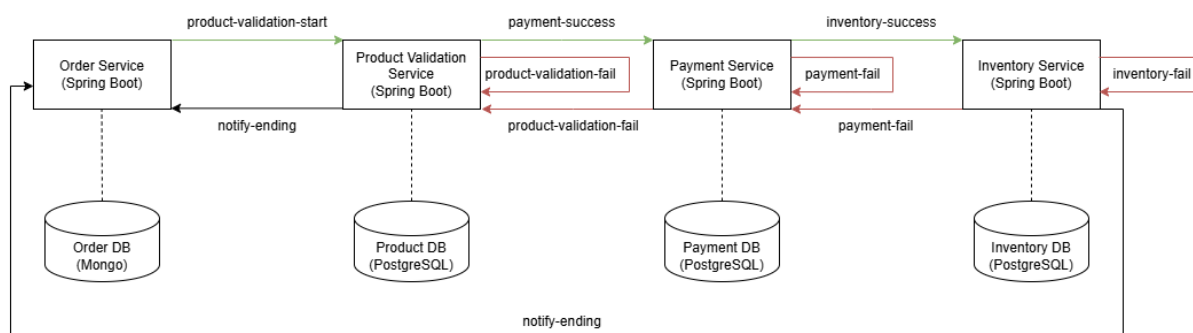 product-validation-start
payment-success
inventory-success
Order Service
(Spring Boot)
Product Validation
Service
(Spring Boot)
product-validation-fail
Payment Service
(Spring Boot)
payment-fail
Inventory Service
(Spring Boot)
inventory-fail
notify-ending
product-validation-fail
payment-fail
Order DB
(Mongo)
Product DB
(PostgreSQL)
Payment DB
(PostgreSQL)
Inventory DB
(PostgreSQL)
notify-ending